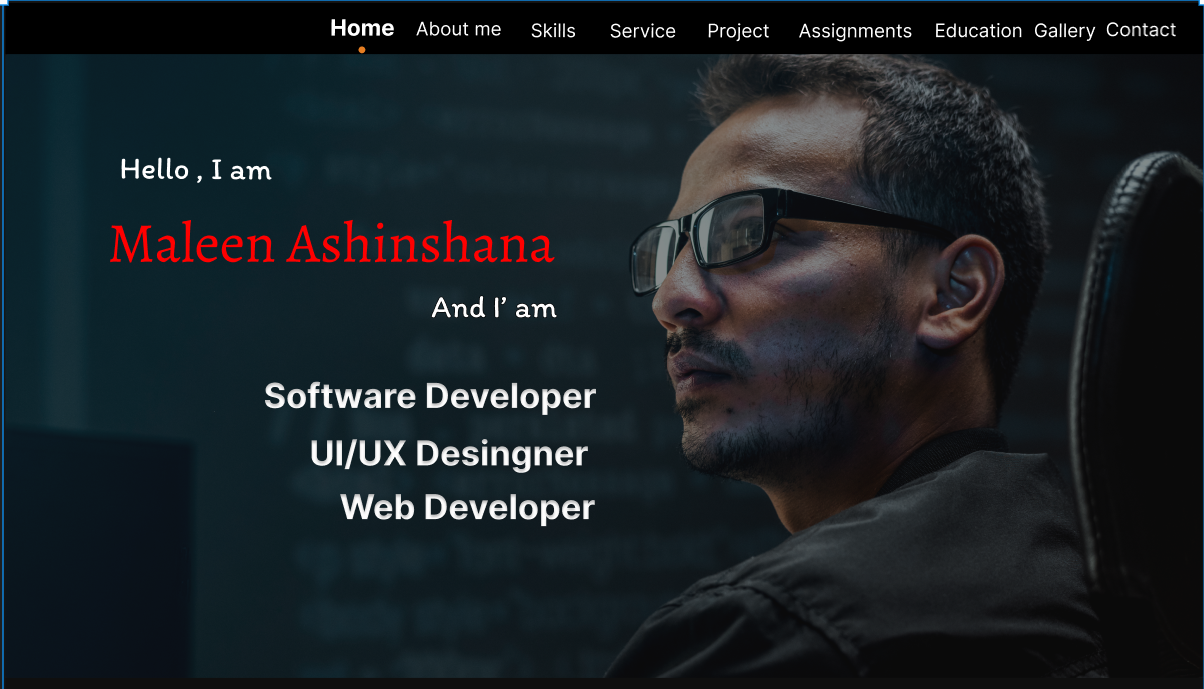 Home About me Skills Service Project Assignments Education Gallery Contact
Hello , I am
Maleen Ashinshana
And I’ am
Software Developer
UI/UX Desingner
Web Developer